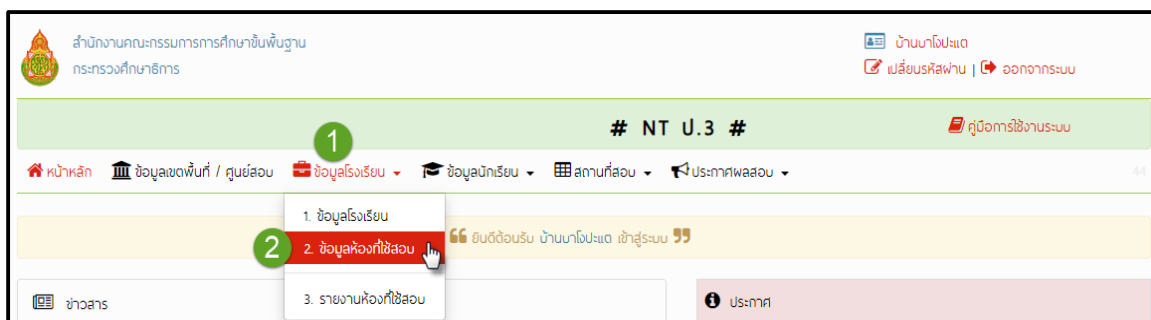 สำนักงานคณะกรรมการการศึกษาขั้นพื้นฐาน
กระทรวงศึกษาธิการ
บ้านบาโงปะแต
เปลี่ยนรหัสผ่าน | ออกจากระบบ
# NT ป.3 #
คู่มือการใช้งานระบบ
1
หน้าหลัก ข้อมูลเขตพื้นที่ / ศูนย์สอบ ข้อมูลโรงเรียน ข้อมูลนักเรียน สถานที่สอบ ประกาศผลสอบ 44
1. ข้อมูลโรงเรียน
❝ ยินดีต้อนรับ บ้านบาโงปะแต เข้าสู่ระบบ ❞
2 2. ข้อมูลห้องที่ใช้สอบ
3. รายงานห้องที่ใช้สอบ
ข่าวสาร
ประกาศ